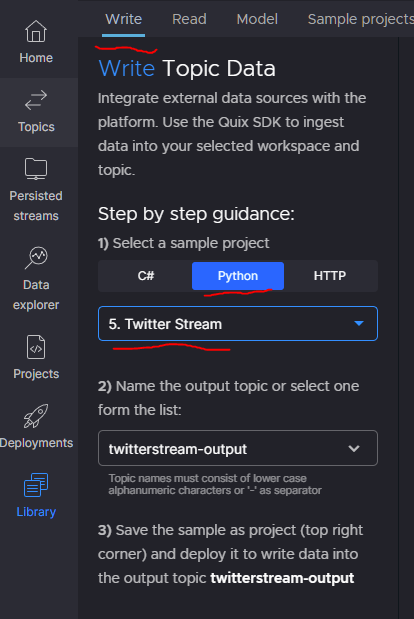 Write Read Model Sample projects
Home
Topics
Persisted
streams
Data
explorer
Projects
Deployments
Library
Write Topic Data
Integrate external data sources with the
platform. Use the Quix SDK to ingest
data into your selected workspace and
topic.
Step by step guidance:
1) Select a sample project
C# Python HTTP
5. Twitter Stream
2) Name the output topic or select one
form the list:
twitterstream-output
Topic names must consist of lower case
alphanumeric characters or '-' as separator
3) Save the sample as project (top right
corner) and deploy it to write data into
the output topic twitterstream-output